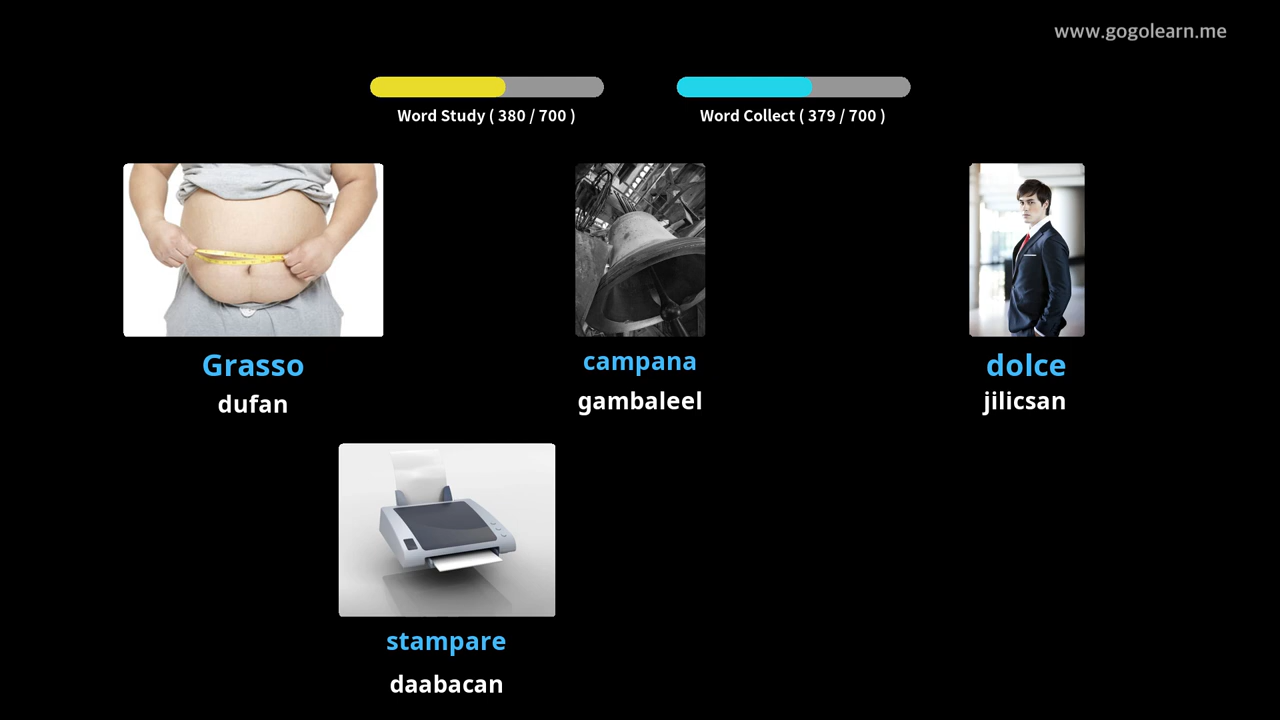 www.gogolearn.me
Word Study ( 380 / 700 )
Word Collect ( 379 / 700 )
Grasso
dufan
campana
gambaleel
dolce
jilicsan
stampare
daabacan